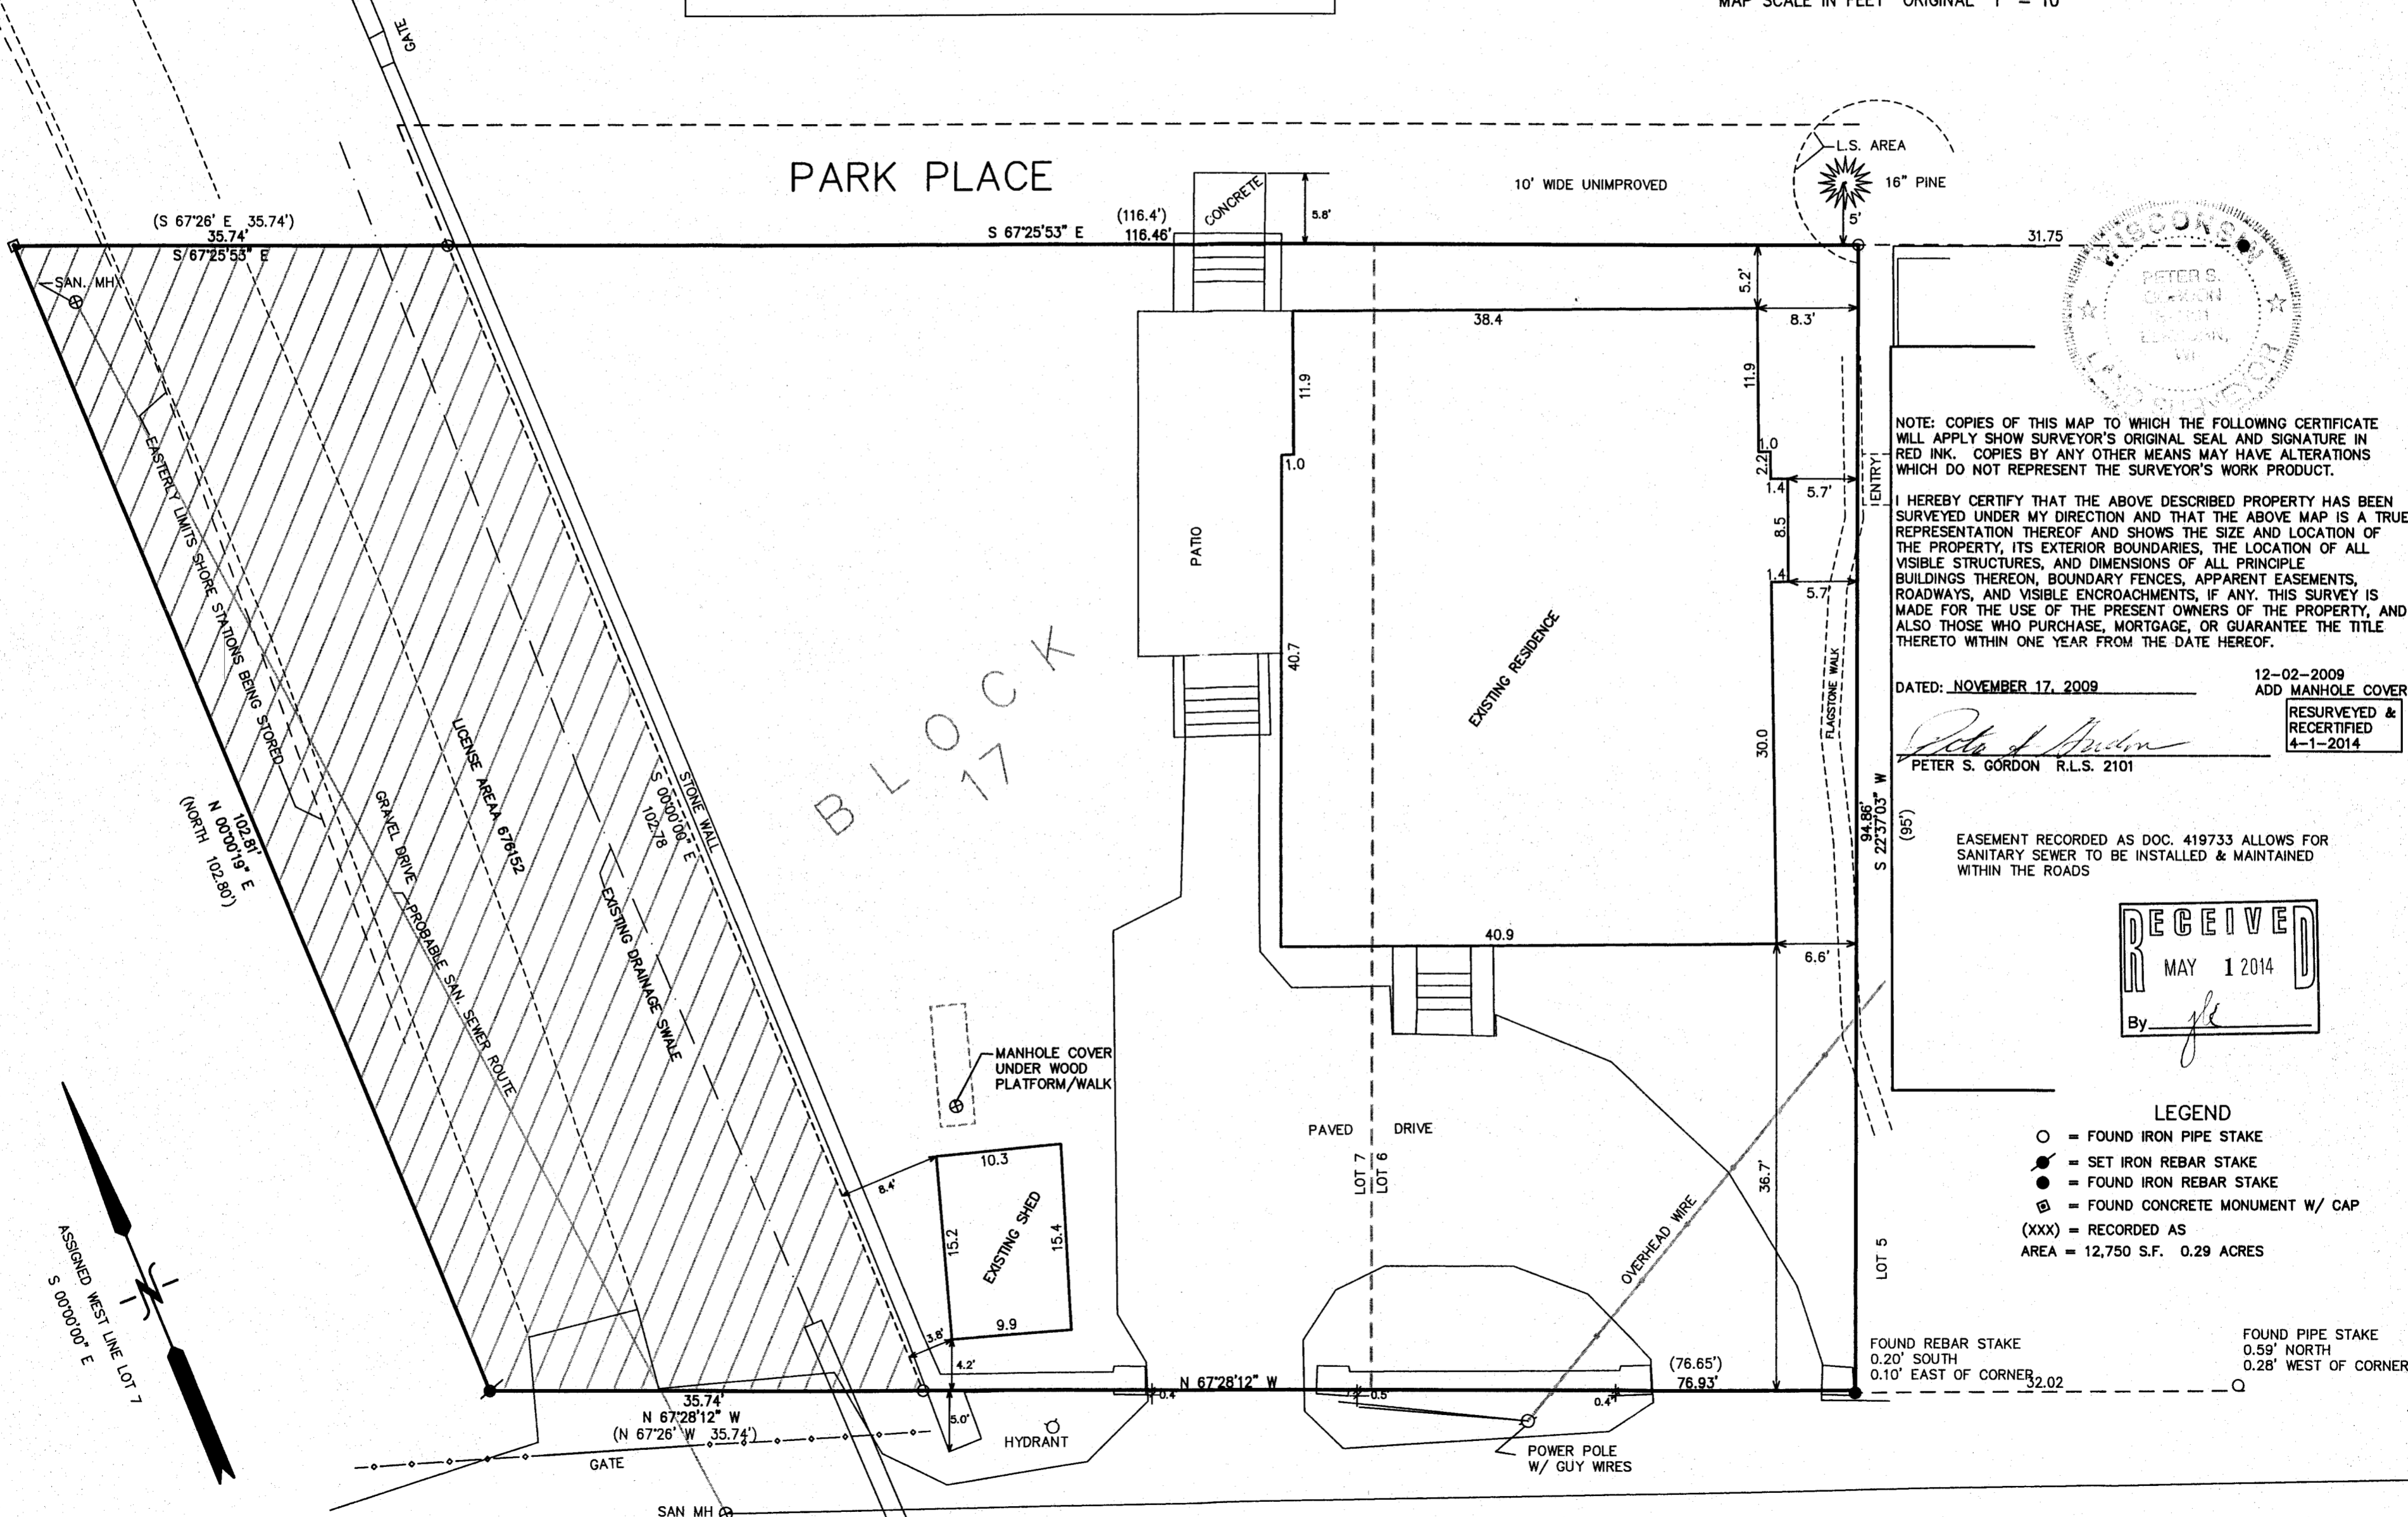 MAP SCALE IN FEET ORIGINAL 1" = 10'
GATE
PARK PLACE
L.S. AREA
16" PINE
5'
10' WIDE UNIMPROVED
CONCRETE
5.8'
(S 67°26' E 35.74')
35.74'
S 67°25'53" E
(116.4')
S 67°25'53" E 116.46'
31.75
SAN. MH
5.2'
8.3'
38.4
11.9
11.9
1.0
1.0
2.2
1.4
5.7'
8.5
1.4
5.7'
ENTRY
WISCONSIN
PETER S.
GORDON
WI
LAND SURVEYOR
NOTE: COPIES OF THIS MAP TO WHICH THE FOLLOWING CERTIFICATE
WILL APPLY SHOW SURVEYOR'S ORIGINAL SEAL AND SIGNATURE IN
RED INK. COPIES BY ANY OTHER MEANS MAY HAVE ALTERATIONS
WHICH DO NOT REPRESENT THE SURVEYOR'S WORK PRODUCT.
I HEREBY CERTIFY THAT THE ABOVE DESCRIBED PROPERTY HAS BEEN
SURVEYED UNDER MY DIRECTION AND THAT THE ABOVE MAP IS A TRUE
REPRESENTATION THEREOF AND SHOWS THE SIZE AND LOCATION OF
THE PROPERTY, ITS EXTERIOR BOUNDARIES, THE LOCATION OF ALL
VISIBLE STRUCTURES, AND DIMENSIONS OF ALL PRINCIPLE
BUILDINGS THEREON, BOUNDARY FENCES, APPARENT EASEMENTS,
ROADWAYS, AND VISIBLE ENCROACHMENTS, IF ANY. THIS SURVEY IS
MADE FOR THE USE OF THE PRESENT OWNERS OF THE PROPERTY, AND
ALSO THOSE WHO PURCHASE, MORTGAGE, OR GUARANTEE THE TITLE
THERETO WITHIN ONE YEAR FROM THE DATE HEREOF.
DATED: NOVEMBER 17, 2009
12-02-2009
ADD MANHOLE COVER
RESURVEYED &
RECERTIFIED
4-1-2014
PETER S. GORDON R.L.S. 2101
EASTERLY LIMITS SHORE STATIONS BEING STORED
LICENSE AREAA 676152
GRAVEL DRIVE
PROBABLE SAN. SEWER ROUTE
EXISTING DRAINAGE SWALE
STONE WALL
S 00°00'00" E
102.78
102.81'
N 00°00'19" E
(NORTH 102.80')
BLOCK
17
PATIO
EXISTING RESIDENCE
40.7
30.0
FLAGSTONE WALK
94.86'
S 22°37'03" W
(95')
40.9
6.6'
EASEMENT RECORDED AS DOC. 419733 ALLOWS FOR
SANITARY SEWER TO BE INSTALLED & MAINTAINED
WITHIN THE ROADS
RECEIVED
MAY 1 2014
By
MANHOLE COVER
UNDER WOOD
PLATFORM/WALK
PAVED DRIVE
LOT 7
LOT 6
36.7'
OVERHEAD WIRE
LOT 5
8.4'
10.3
15.2
EXISTING SHED
15.4
9.9
3.8'
4.2'
LEGEND
O = FOUND IRON PIPE STAKE
= SET IRON REBAR STAKE
= FOUND IRON REBAR STAKE
= FOUND CONCRETE MONUMENT W/ CAP
(XXX) = RECORDED AS
AREA = 12,750 S.F. 0.29 ACRES
ASSIGNED WEST LINE LOT 7
S 00°00'00" E
35.74'
N 67°28'12" W
(N 67°26' W 35.74')
GATE
5.0'
HYDRANT
0.4'
N 67°28'12" W
0.5'
0.4'
(76.65')
76.93'
POWER POLE
W/ GUY WIRES
FOUND REBAR STAKE
0.20' SOUTH
0.10' EAST OF CORNER
32.02
FOUND PIPE STAKE
0.59' NORTH
0.28' WEST OF CORNER
SAN MH